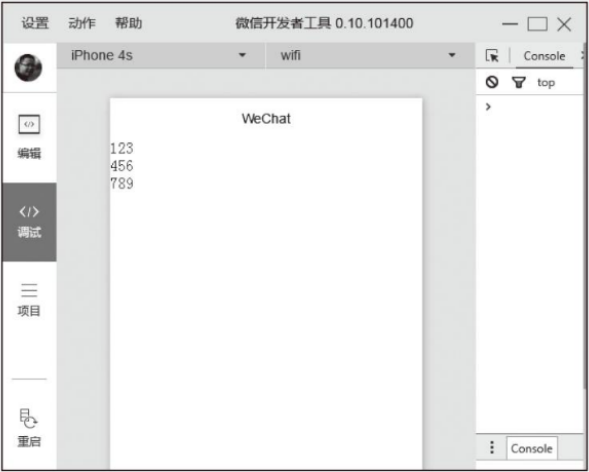 设置 动作 帮助 微信开发者工具 0.10.101400
iPhone 4s wifi Console
top
WeChat
</> 编辑
123
456
789
</> 调试
项目
重启
Console